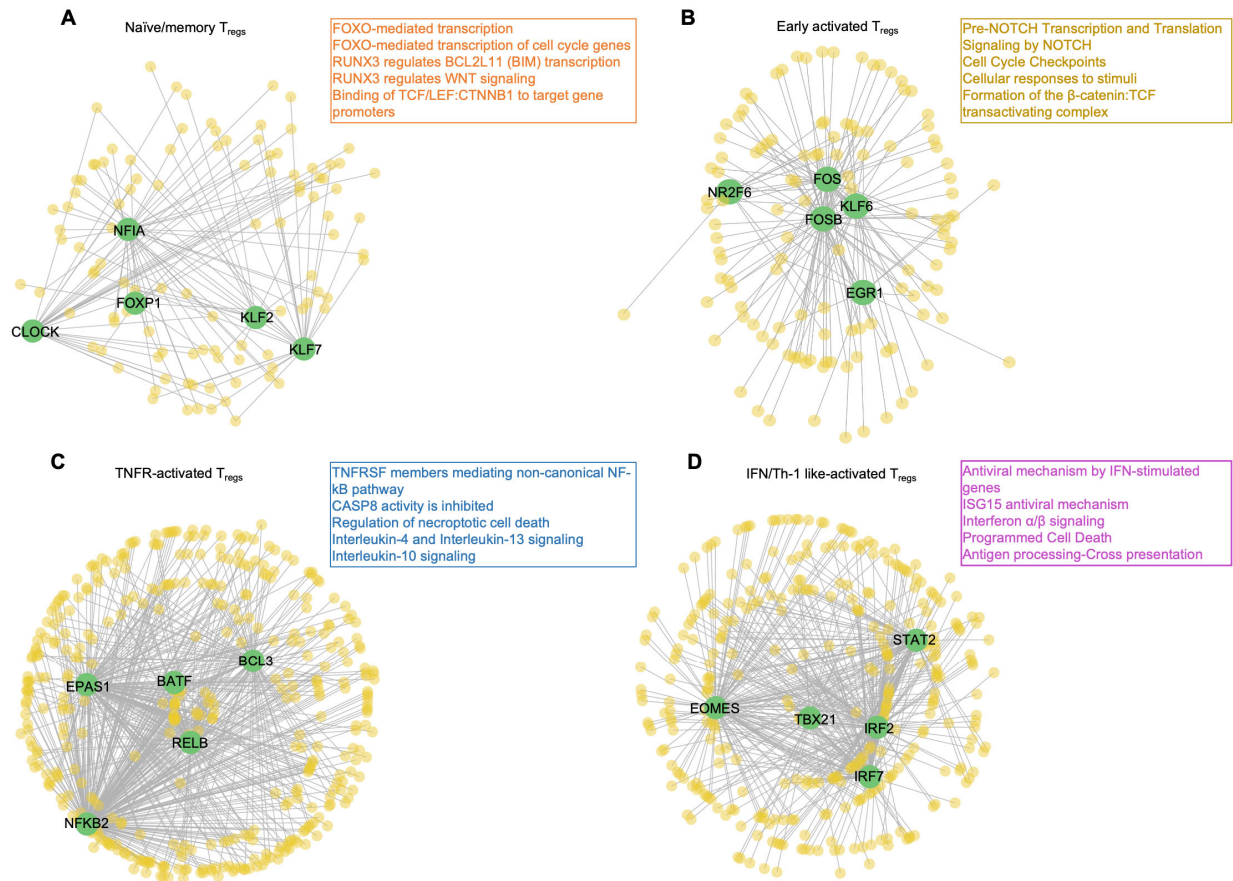 A
Naïve/memory Tregs
FOXO-mediated transcription
FOXO-mediated transcription of cell cycle genes
RUNX3 regulates BCL2L11 (BIM) transcription
RUNX3 regulates WNT signaling
Binding of TCF/LEF:CTNNB1 to target gene
promoters
NFIA
FOXP1
KLF2
CLOCK
KLF7
B
Early activated Tregs
Pre-NOTCH Transcription and Translation
Signaling by NOTCH
Cell Cycle Checkpoints
Cellular responses to stimuli
Formation of the β-catenin:TCF
transactivating complex
FOS
NR2F6
KLF6
FOSB
EGR1
C
TNFR-activated Tregs
TNFRSF members mediating non-canonical NF-
kB pathway
CASP8 activity is inhibited
Regulation of necroptotic cell death
Interleukin-4 and Interleukin-13 signaling
Interleukin-10 signaling
BCL3
BATF
EPAS1
RELB
NFKB2
D
IFN/Th-1 like-activated Tregs
Antiviral mechanism by IFN-stimulated
genes
ISG15 antiviral mechanism
Interferon α/β signaling
Programmed Cell Death
Antigen processing-Cross presentation
STAT2
EOMES
TBX21
IRF2
IRF7